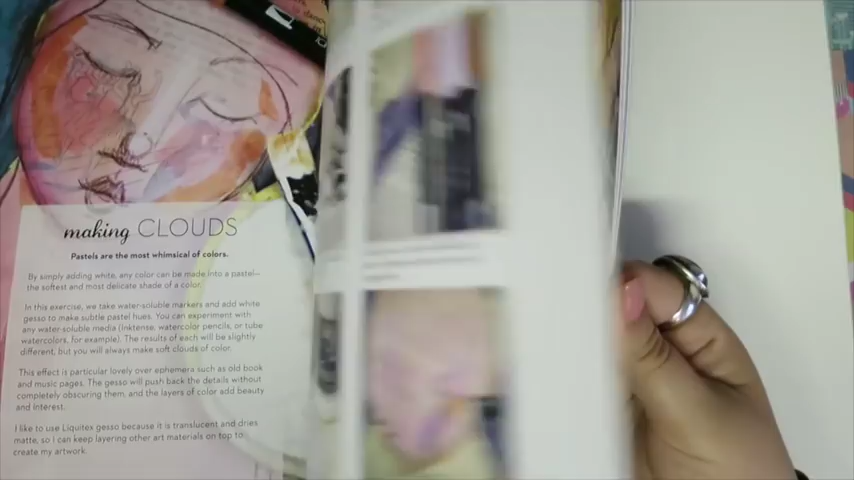 making CLOUDS
Pastels are the most whimsical of colors.
By simply adding white, any color can be made into a pastel—
the softest and most delicate shade of a color.
In this exercise, we take water-soluble markers and add white
gesso to make subtle pastel hues. You can experiment with
any water-soluble media (Inktense, watercolor pencils, or tube
watercolors, for example). The results of each will be slightly
different, but you will always make soft clouds of color.
This effect is particularly lovely over ephemera such as old book
and music pages. The gesso will push back the details without
completely obscuring them, and the layers of color add beauty
and interest.
I like to use Liquitex gesso because it is translucent and dries
matte, so I can keep layering other art materials on top to
create my artwork.